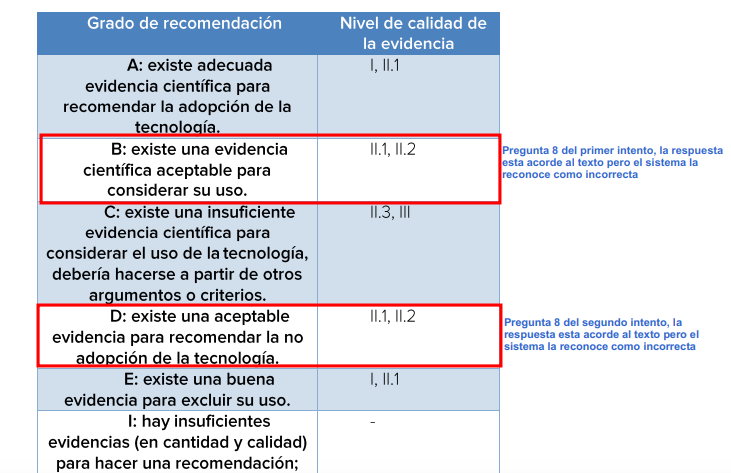 Grado de recomendación
Nivel de calidad de
la evidencia
A: existe adecuada
evidencia científica para
recomendar la adopción de la
tecnología.
I, II.1
B: existe una evidencia
científica aceptable para
considerar su uso.
II.1, II.2
Pregunta 8 del primer intento, la respuesta
esta acorde al texto pero el sistema la
reconoce como incorrecta
C: existe una insuficiente
evidencia científica para
considerar el uso de la tecnología,
debería hacerse a partir de otros
argumentos o criterios.
II.3, III
D: existe una aceptable
evidencia para recomendar la no
adopción de la tecnología.
II.1, II.2
Pregunta 8 del segundo intento, la
respuesta esta acorde al texto pero el
sistema la reconoce como incorrecta
E: existe una buena
evidencia para excluir su uso.
I, II.1
I: hay insuficientes
evidencias (en cantidad y calidad)
para hacer una recomendación;
-